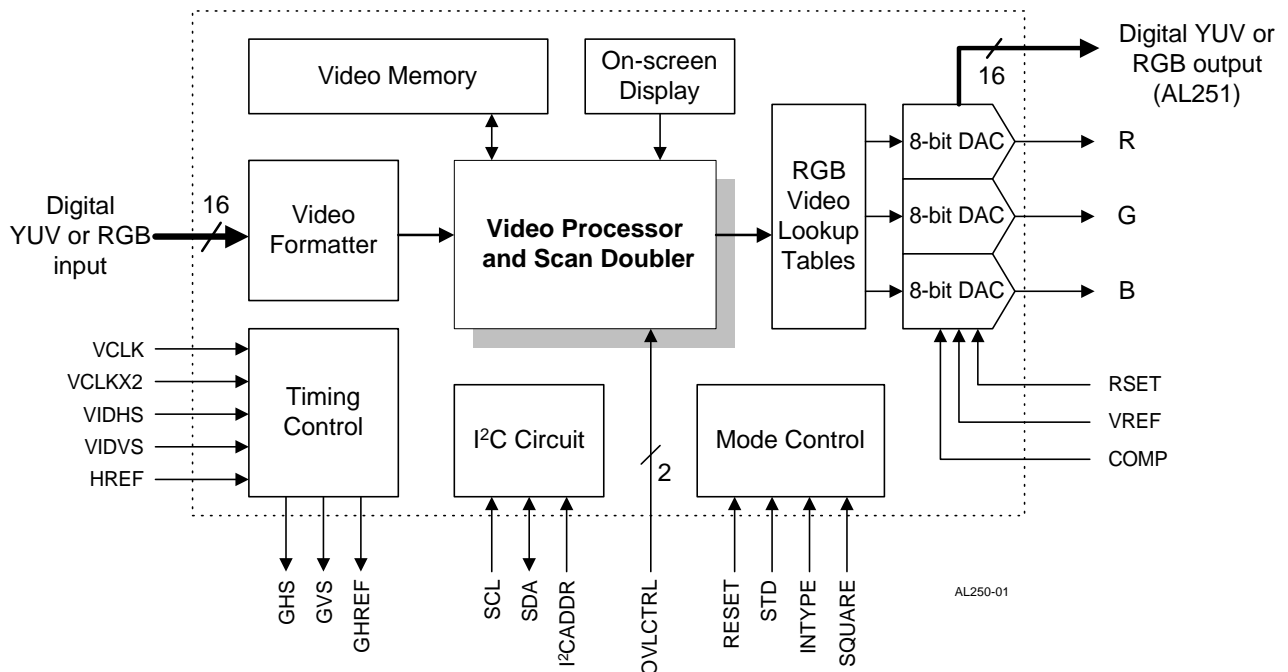 Video Memory
On-screen
Display
16
Digital YUV or
RGB output
(AL251)
Digital
YUV or RGB
input
16
Video
Formatter
Video Processor
and Scan Doubler
RGB
Video
Lookup
Tables
8-bit DAC
8-bit DAC
8-bit DAC
R
G
B
VCLK
VCLKX2
VIDHS
VIDVS
HREF
Timing
Control
I²C Circuit
2
Mode Control
RSET
VREF
COMP
GHS
GVS
GHREF
SCL
SDA
I²CADDR
OVLCTRL
RESET
STD
INTYPE
SQUARE
AL250-01